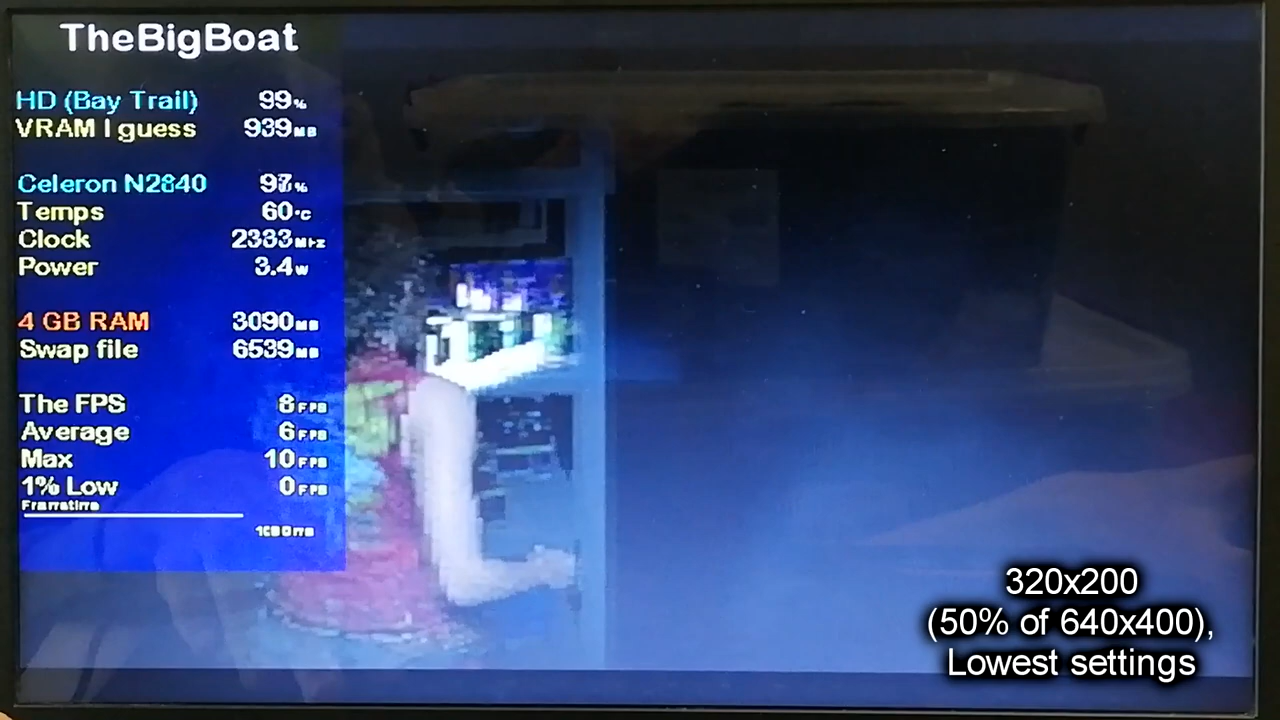 TheBigBoat
HD (Bay Trail) 99%
VRAM I guess 939MB
Celeron N2840 %
Temps 60°C
Clock 2383MHz
Power 3.4W
4 GB RAM 3090MB
Swap file 6539MB
The FPS 8FPS
Average 6FPS
Max 10FPS
1% Low 0FPS
Frametime
320x200
(50% of 640x400),
Lowest settings